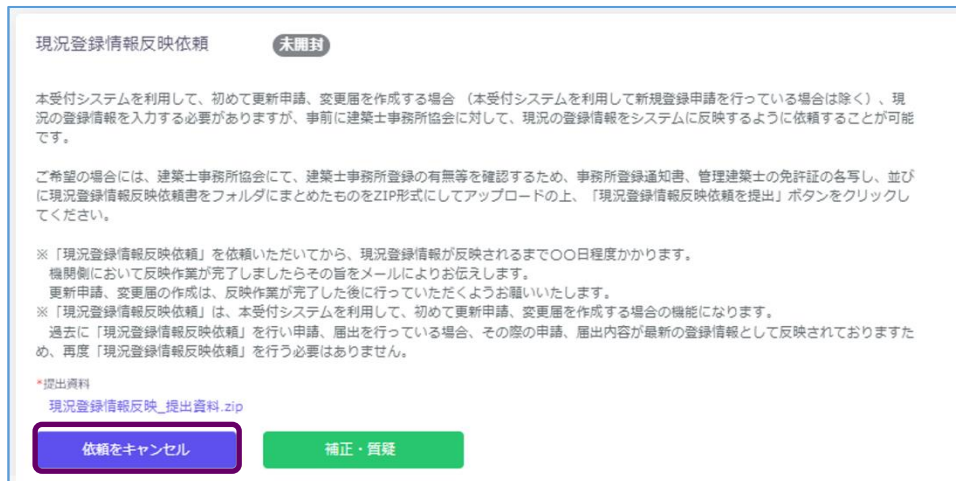 現況登録情報反映依頼 未開封
本受付システムを利用して、初めて更新申請、変更届を作成する場合 （本受付システムを利用して新規登録申請を行っている場合は除く）、現
況の登録情報を入力する必要がありますが、事前に建築士事務所協会に対して、現況の登録情報をシステムに反映するように依頼することが可能
です。
ご希望の場合には、建築士事務所協会にて、建築士事務所登録の有無等を確認するため、事務所登録通知書、管理建築士の免許証の各写し、並び
に現況登録情報反映依頼書をフォルダにまとめたものをZIP形式にしてアップロードの上、「現況登録情報反映依頼を提出」ボタンをクリックし
てください。
※「現況登録情報反映依頼」を依頼いただいてから、現況登録情報が反映されるまで〇〇日程度かかります。
機関側において反映作業が完了しましたらその旨をメールによりお伝えします。
更新申請、変更届の作成は、反映作業が完了した後に行っていただくようお願いいたします。
※「現況登録情報反映依頼」は、本受付システムを利用して、初めて更新申請、変更届を作成する場合の機能になります。
過去に「現況登録情報反映依頼」を行い申請、届出を行っている場合、その際の申請、届出内容が最新の登録情報として反映されておりますた
め、再度「現況登録情報反映依頼」を行う必要はありません。
*提出資料
現況登録情報反映_提出資料.zip
依頼をキャンセル 補正・質疑